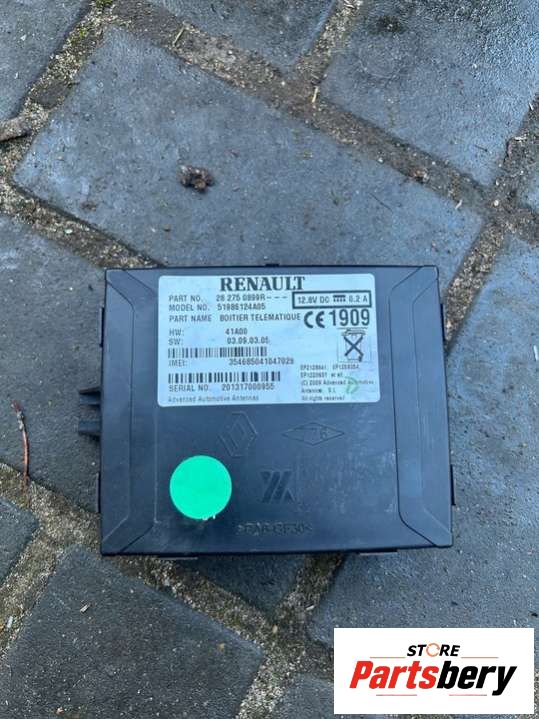 RENAULT
PART NO. 28 275 0899R---
MODEL NO. 51986124A05
PART NAME BOITIER TELEMATIQUE
12.8V DC 0.2 A
CE 1909
HW: 41A00
SW: 03.09.03.05
IMEI: 354685041047029
SERIAL NO. 201317000955
Advanced Automotive Antennas
(C) 2009 Advanced Automotive
Antennas, S.L
All rights reserved.
STORE
Partsbery